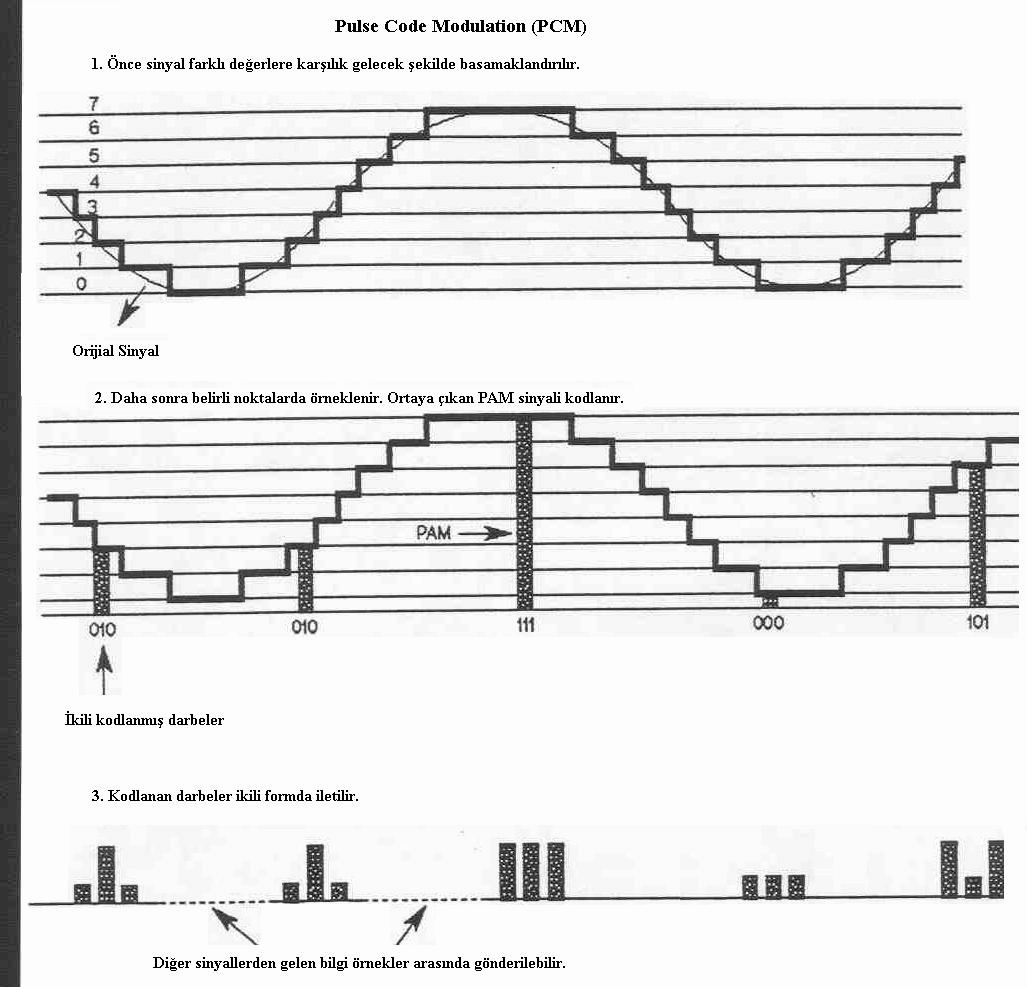 Pulse Code Modulation (PCM)
1. Önce sinyal farklı değerlere karşılık gelecek şekilde basamaklandırılır.
7
6
5
4
3
2
1
0
Orijial Sinyal
2. Daha sonra belirli noktalarda örneklenir. Ortaya çıkan PAM sinyali kodlanır.
PAM
010 010 111 000 101
İkili kodlanmış darbeler
3. Kodlanan darbeler ikili formda iletilir.
Diğer sinyallerden gelen bilgi örnekler arasında gönderilebilir.